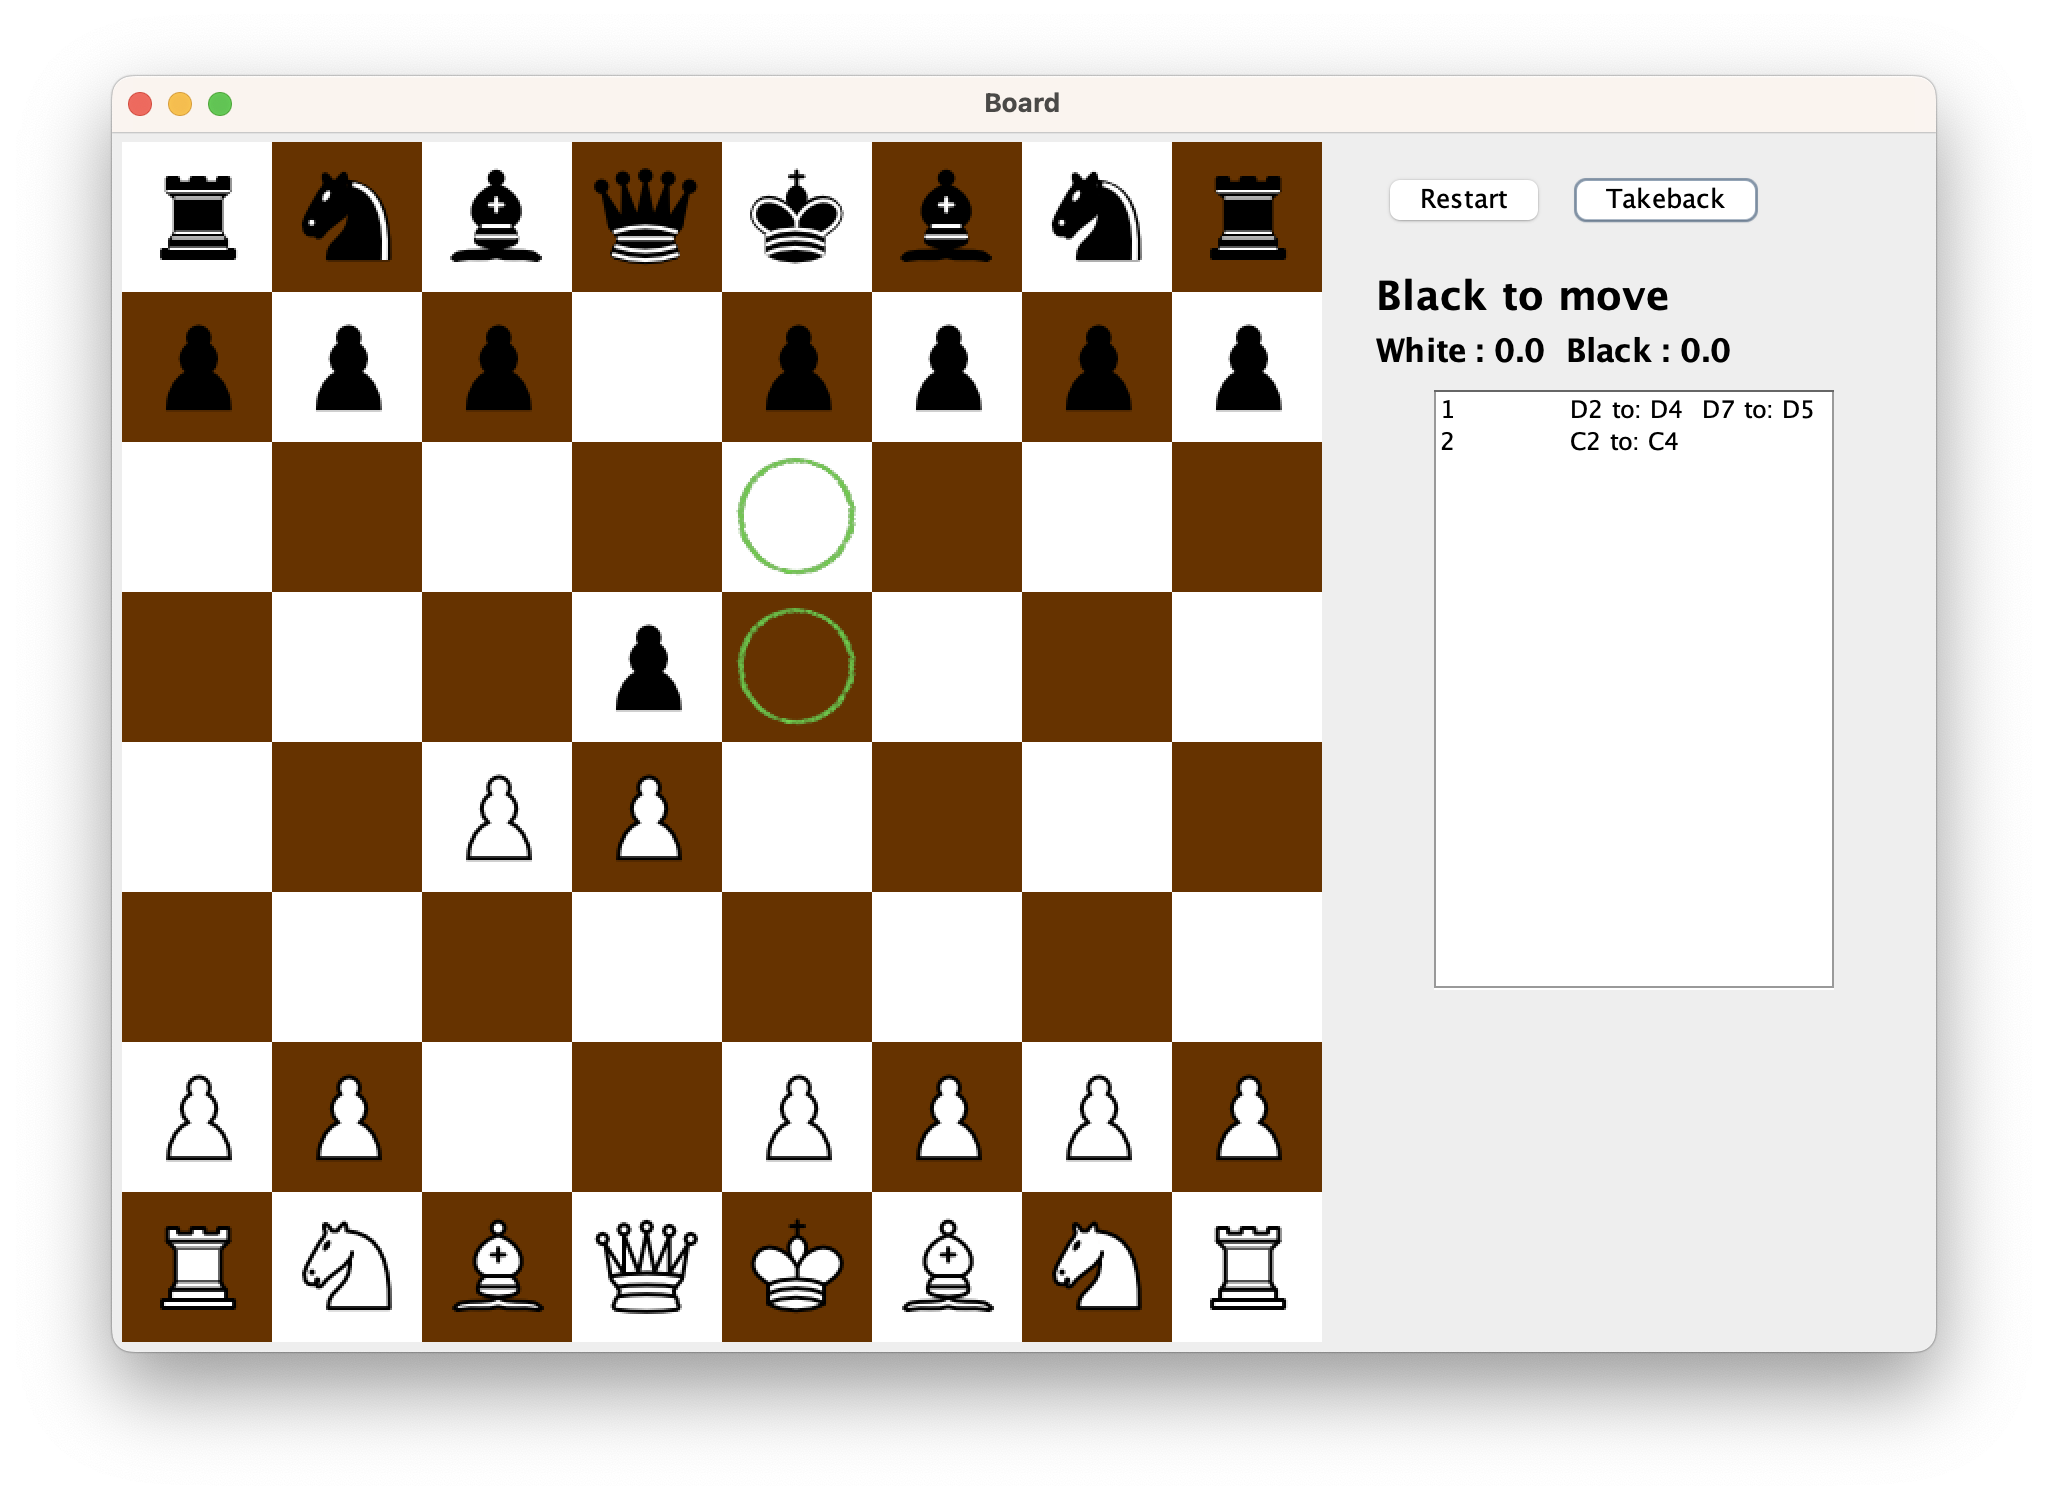 Board
Restart Takeback
Black to move
White : 0.0 Black : 0.0
1 D2 to: D4 D7 to: D5
2 C2 to: C4